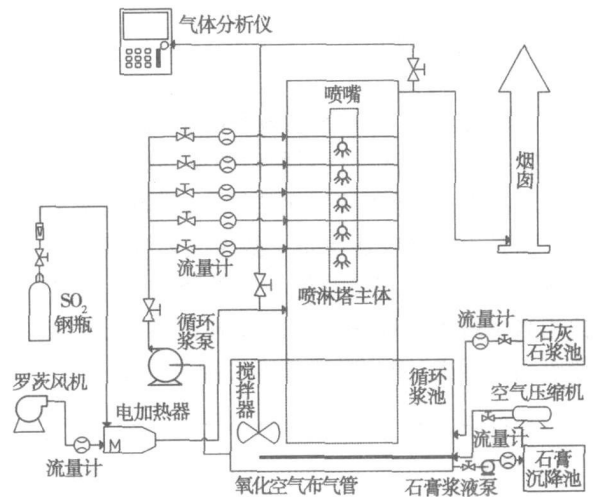 气体分析仪
喷嘴
烟囱
流量计
喷淋塔主体
SO2
钢瓶
循环
浆泵
流量计
石灰
石浆池
罗茨风机
搅
拌
器
循环
浆池
空气压缩机
电加热器
流量计
M
流量计
氧化空气布气管
石膏浆液泵
石膏
沉降池